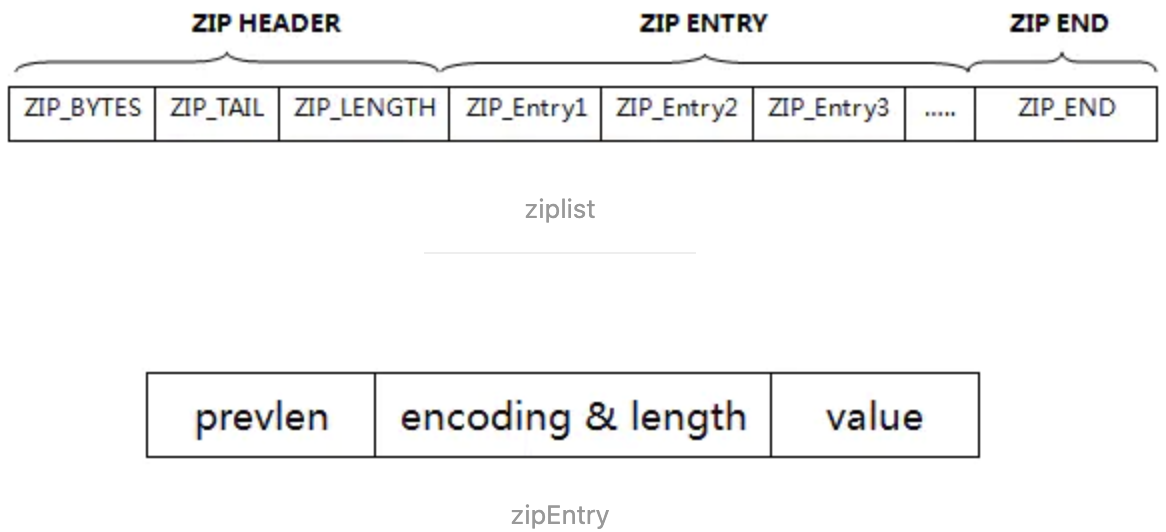 ZIP HEADER ZIP ENTRY ZIP END
ZIP_BYTES ZIP_TAIL ZIP_LENGTH ZIP_Entry1 ZIP_Entry2 ZIP_Entry3 ..... ZIP_END
ziplist
prevlen encoding & length value
zipEntry